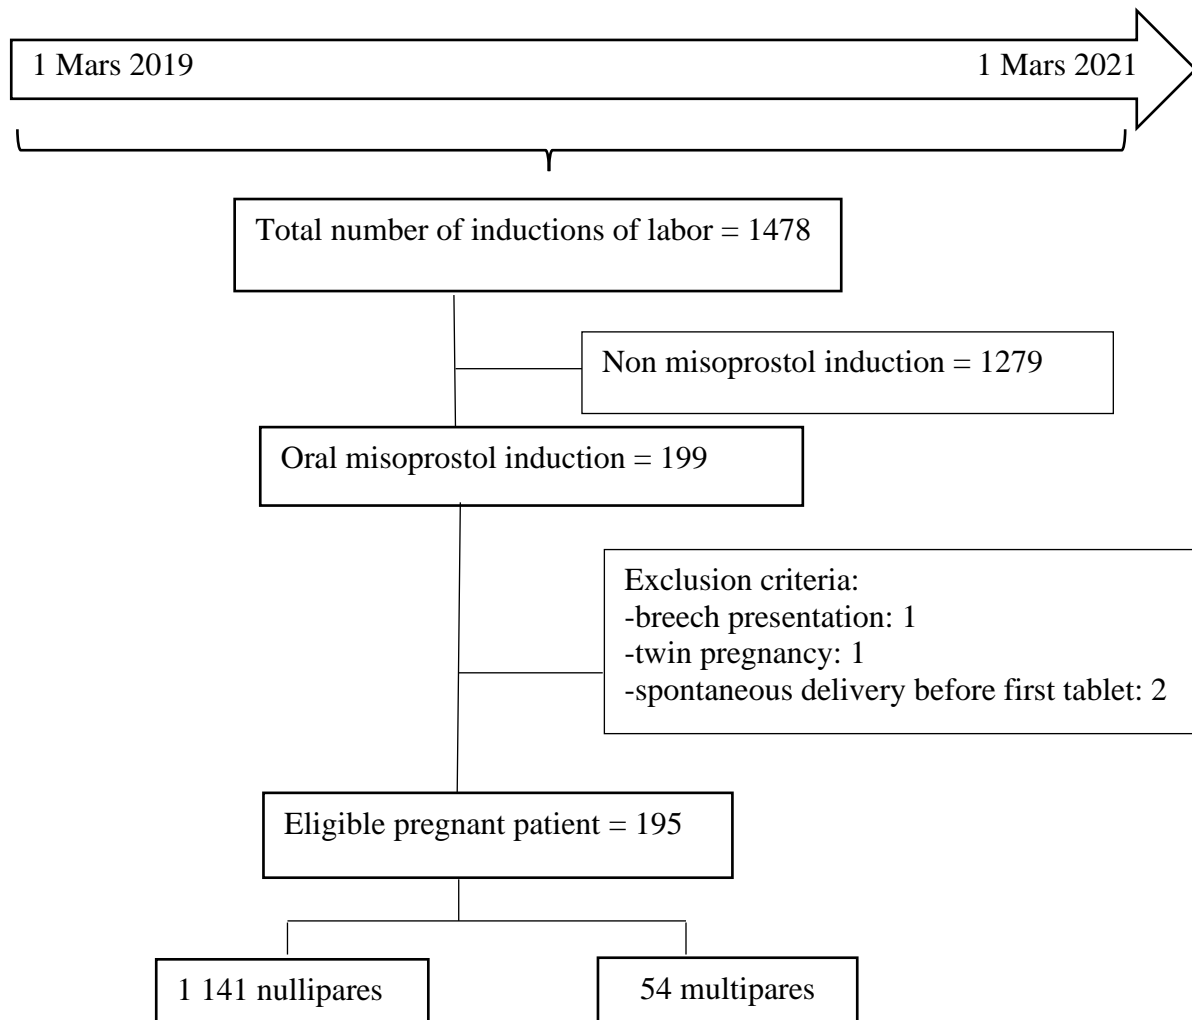 1 Mars 2019
1 Mars 2021
Total number of inductions of labor = 1478
Non misoprostol induction = 1279
Oral misoprostol induction = 199
Exclusion criteria:
-breech presentation: 1
-twin pregnancy: 1
-spontaneous delivery before first tablet: 2
Eligible pregnant patient = 195
1 141 nullipares
54 multipares